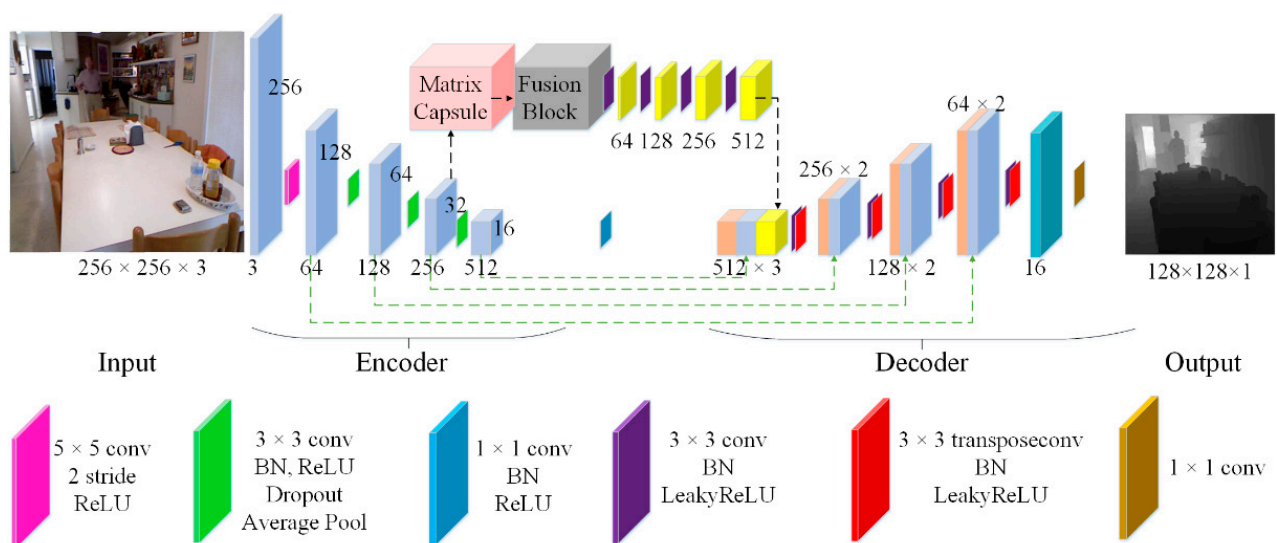 256
128
64
32
16
Matrix
Capsule
Fusion
Block
64 128 256 512
256 × 2
64 × 2
256 × 256 × 3
3
64
128
256
512
512 × 3
128 × 2
16
128×128×1
Input
Encoder
Decoder
Output
5 × 5 conv
2 stride
ReLU
3 × 3 conv
BN, ReLU
Dropout
Average Pool
1 × 1 conv
BN
ReLU
3 × 3 conv
BN
LeakyReLU
3 × 3 transposeconv
BN
LeakyReLU
1 × 1 conv